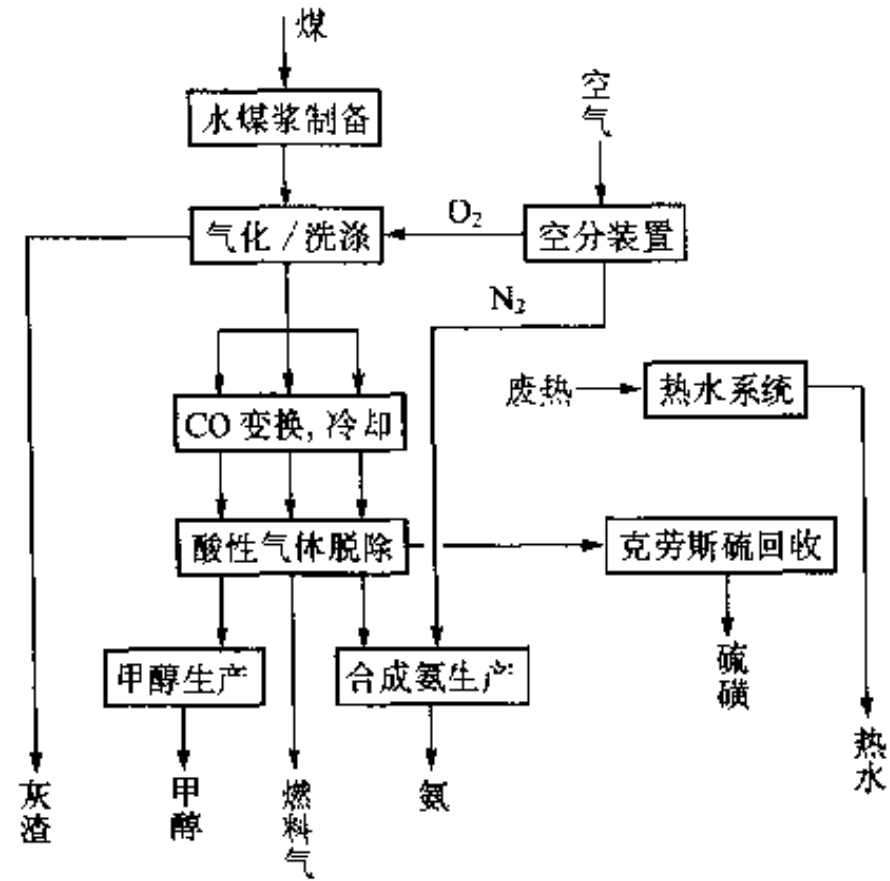 煤
空气
水煤浆制备
气化/洗涤
O₂
空分装置
N₂
废热
热水系统
CO变换,冷却
酸性气体脱除
克劳斯硫回收
甲醇生产
合成氨生产
硫磺
热水
灰渣
甲醇
燃料气
氨